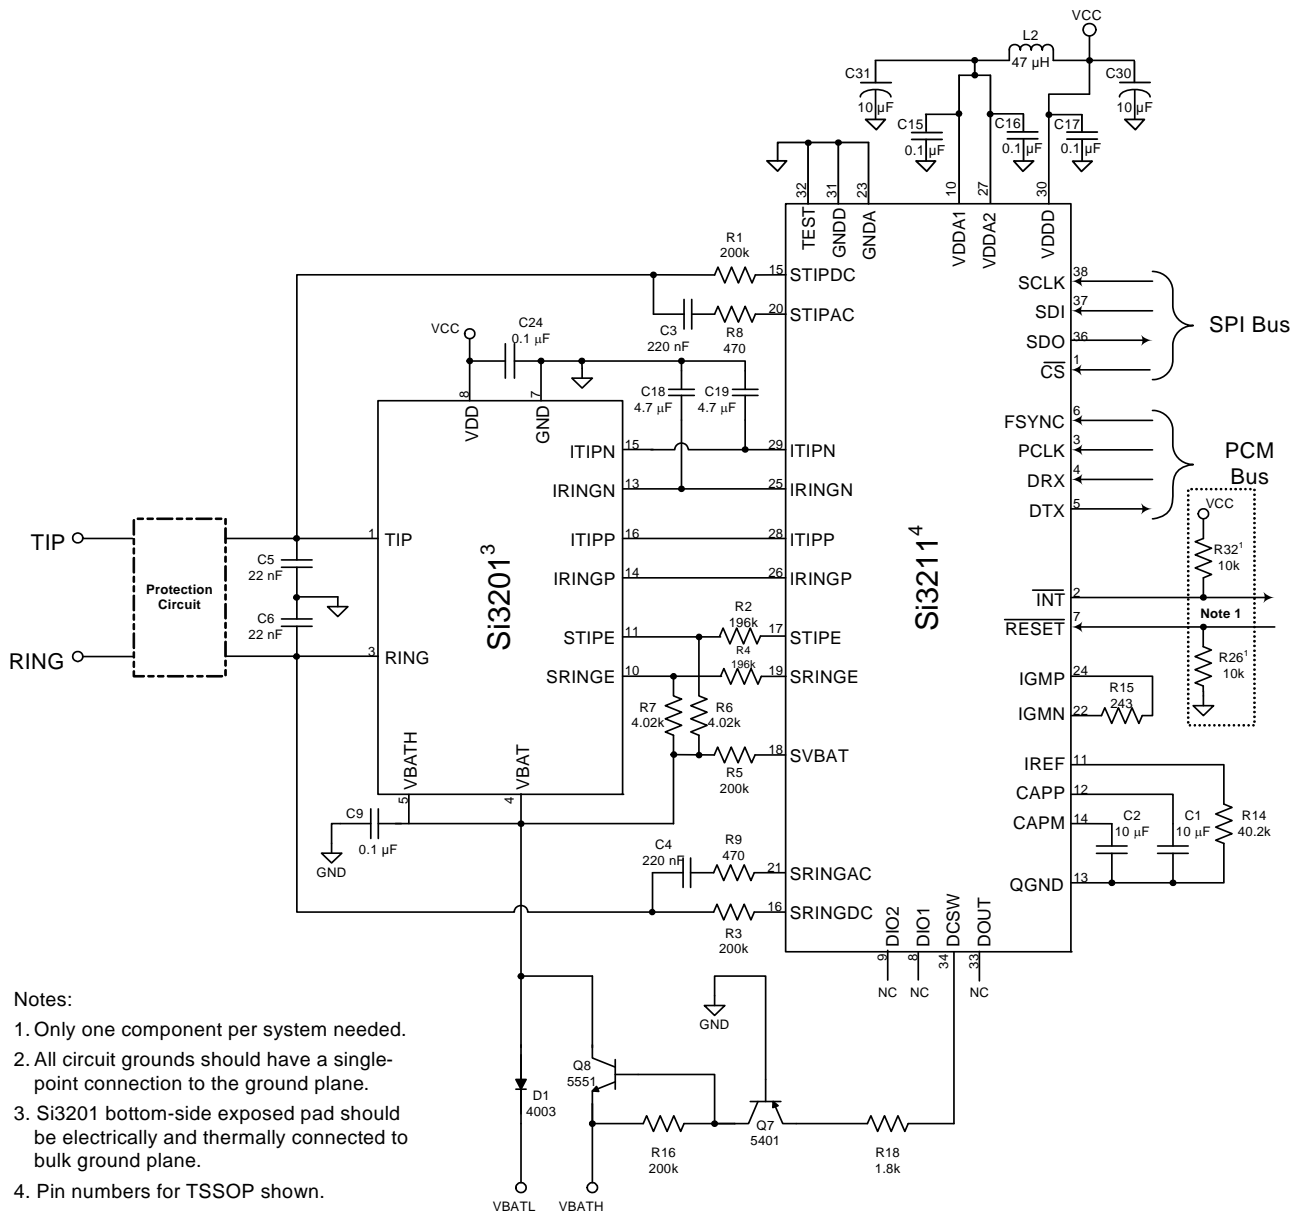 VCC
L2
47 µH
C31
10 µF
C30
10 µF
C15
0.1 µF
C16
0.1 µF
C17
0.1 µF
32
31
23
10
27
30
TEST
GNDD
GNDA
VDDA1
VDDA2
VDDD
R1
200k
15
STIPDC
C3
220 nF
R8
470
20
STIPAC
38
SCLK
37
SDI
36
SDO
1
CS
SPI Bus
6
FSYNC
3
PCLK
4
DRX
5
DTX
PCM
Bus
VCC
C24
0.1 µF
8
7
VDD
GND
C18
4.7 µF
C19
4.7 µF
ITIPN
15
29
ITIPN
IRINGN
13
25
IRINGN
ITIPP
16
28
ITIPP
IRINGP
14
26
IRINGP
STIPE
11
R2
196k
17
STIPE
SRINGE
10
R4
196k
19
SRINGE
R7
4.02k
R6
4.02k
R5
200k
18
SVBAT
Si3201³
Si3211⁴
TIP
RING
Protection
Circuit
C5
22 nF
C6
22 nF
1
TIP
3
RING
VBATH
VBAT
5
4
C9
0.1 µF
GND
VCC
R32¹
10k
INT
2
Note 1
RESET
7
R26¹
10k
IGMP
24
R15
243
IGMN
22
IREF
11
CAPP
12
CAPM
14
QGND
13
C2
10 µF
C1
10 µF
R14
40.2k
C4
220 nF
R9
470
21
SRINGAC
R3
200k
16
SRINGDC
DIO2
DIO1
DCSW
DOUT
9
8
34
33
NC
NC
NC
GND
Q8
5551
D1
4003
R16
200k
Q7
5401
R18
1.8k
VBATL
VBATH
Notes:
1. Only one component per system needed.
2. All circuit grounds should have a single-
point connection to the ground plane.
3. Si3201 bottom-side exposed pad should
be electrically and thermally connected to
bulk ground plane.
4. Pin numbers for TSSOP shown.